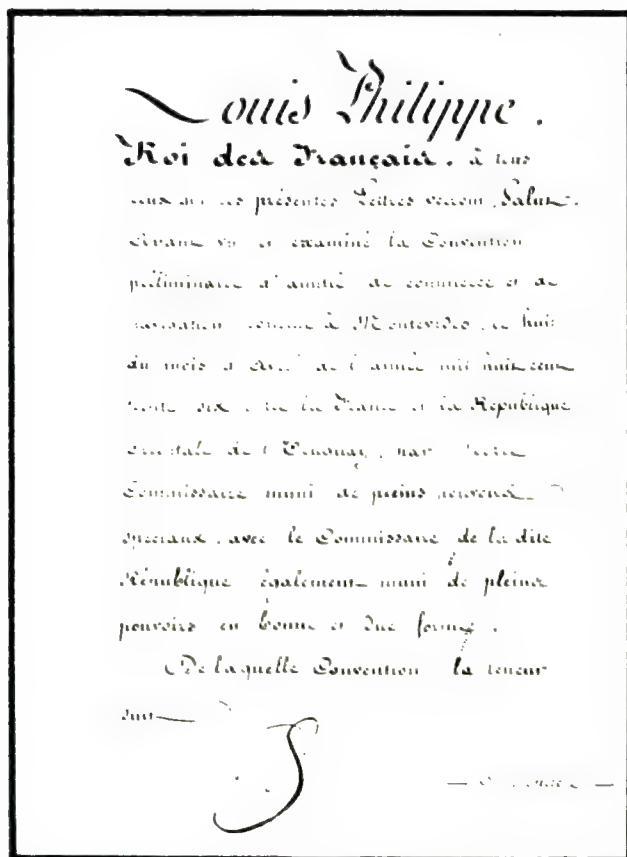 Louis Philippe.
Roi des Français. à tous
ceux qui ces présentes Lettres verront, Salut.
Ayant vu et examiné la Convention
préliminaire d'amitié de commerce et de
navigation conclue à Montevideo, le huit
du mois d'Avril de l'année mil huit cent
trente six entre la France et la République
orientale de l'Uruguay, par Notre
Commissaire muni de pleins pouvoirs
spéciaux, avec le Commissaire de la dite
République également muni de pleins
pouvoirs en bonne et due forme.
De laquelle Convention la teneur
suit